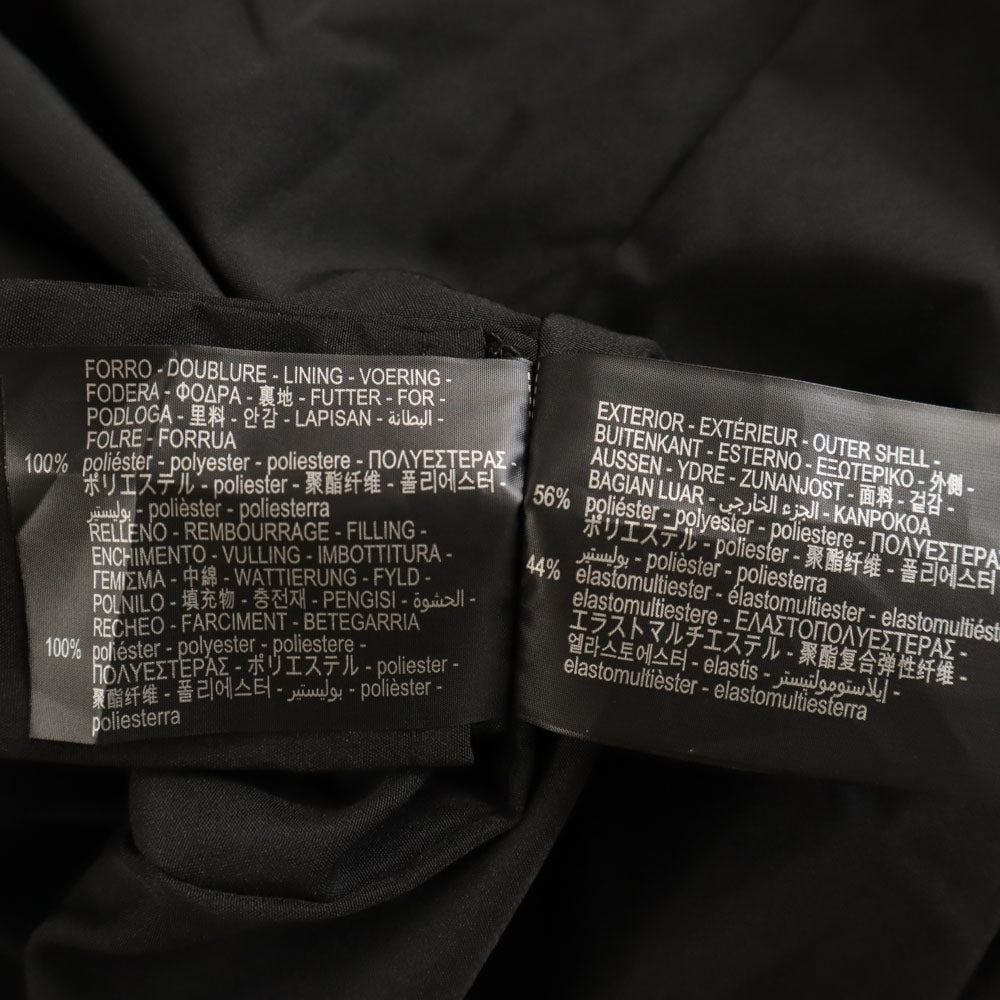 FORRO - DOUBLURE - LINING - VOERING -
FODERA - ΦΟΔΡΑ - 裏地 - FUTTER - FOR -
PODLOGA - 里料 - 안감 - LAPISAN - البطانة -
FOLRE - FORRUA
100% poliéster - polyester - poliestere - ΠΟΛΥΕΣΤΕΡΑΣ -
ポリエステル - poliester - 聚酯纤维 - 폴리에스터 -
بوليستير - polièster - poliesterra
RELLENO - REMBOURRAGE - FILLING -
ENCHIMENTO - VULLING - IMBOTTITURA -
ΓΕΜΙΣΜΑ - 中綿 - WATTIERUNG - FYLD -
POLNILO - 填充物 - 충전재 - PENGISI - الحشوة -
RECHEO - FARCIMENT - BETEGARRIA
100% poliéster - polyester - poliestere -
ΠΟΛΥΕΣΤΕΡΑΣ - ポリエステル - poliester -
聚酯纤维 - 폴리에스터 - بوليستير - polièster -
poliesterra
EXTERIOR - EXTÉRIEUR - OUTER SHELL -
BUITENKANT - ESTERNO - ΕΞΩΤΕΡΙΚΟ - 外側 -
AUSSEN - YDRE - ZUNANJOST - 面料 - 겉감 -
BAGIAN LUAR - الجزء الخارجي - KANPOKOA
56% poliéster - polyester - poliestere - ΠΟΛΥΕΣΤΕΡΑΣ
ポリエステル - poliester - 聚酯纤维 - 폴리에스터
بوليستير - polièster - poliesterra
44% elastomultiester - élastomultiester - elastomultiést
elastomultiestere - ΕΛΑΣΤΟΠΟΛΥΕΣΤΕΡΑΣ -
エラストマルチエステル - 聚酯复合弹性纤维 -
엘라스토에스터 - elastis - إيلاستوموليستير -
elastomultièster - elastomultiesterra